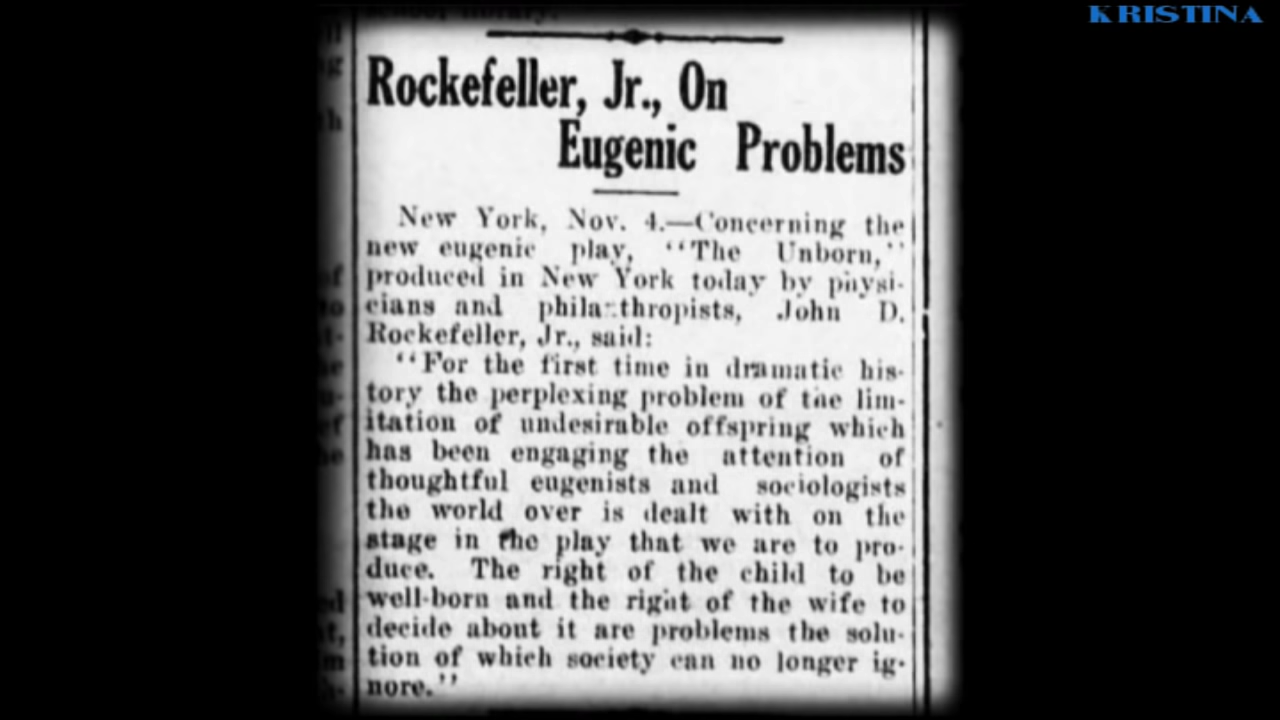 KRISTINA
Rockefeller, Jr., On
Eugenic Problems
New York, Nov. 4.—Concerning the
new eugenic play, "The Unborn,"
produced in New York today by physi-
cians and philanthropists, John D.
Rockefeller, Jr., said:
"For the first time in dramatic his-
tory the perplexing problem of the lim-
itation of undesirable offspring which
has been engaging the attention of
thoughtful eugenists and sociologists
the world over is dealt with on the
stage in the play that we are to pro-
duce. The right of the child to be
well-born and the right of the wife to
decide about it are problems the solu-
tion of which society can no longer ig-
nore."